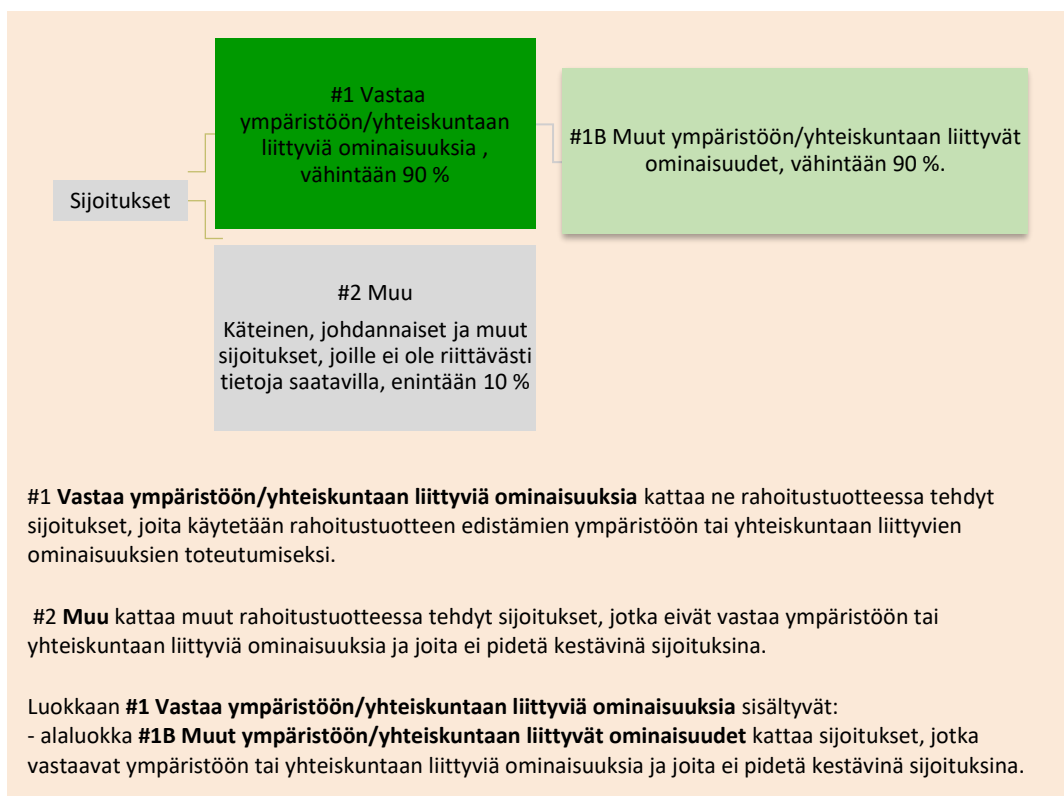 #1 Vastaa
ympäristöön/yhteiskuntaan
liittyviä ominaisuuksia ,
vähintään 90 %
#1B Muut ympäristöön/yhteiskuntaan liittyvät
ominaisuudet, vähintään 90 %.
Sijoitukset
#2 Muu
Käteinen, johdannaiset ja muut
sijoitukset, joille ei ole riittävästi
tietoja saatavilla, enintään 10 %
#1 Vastaa ympäristöön/yhteiskuntaan liittyviä ominaisuuksia kattaa ne rahoitustuotteessa tehdyt
sijoitukset, joita käytetään rahoitustuotteen edistämien ympäristöön tai yhteiskuntaan liittyvien
ominaisuuksien toteutumiseksi.
#2 Muu kattaa muut rahoitustuotteessa tehdyt sijoitukset, jotka eivät vastaa ympäristöön tai
yhteiskuntaan liittyviä ominaisuuksia ja joita ei pidetä kestävinä sijoituksina.
Luokkaan #1 Vastaa ympäristöön/yhteiskuntaan liittyviä ominaisuuksia sisältyvät:
- alaluokka #1B Muut ympäristöön/yhteiskuntaan liittyvät ominaisuudet kattaa sijoitukset, jotka
vastaavat ympäristöön tai yhteiskuntaan liittyviä ominaisuuksia ja joita ei pidetä kestävinä sijoituksina.